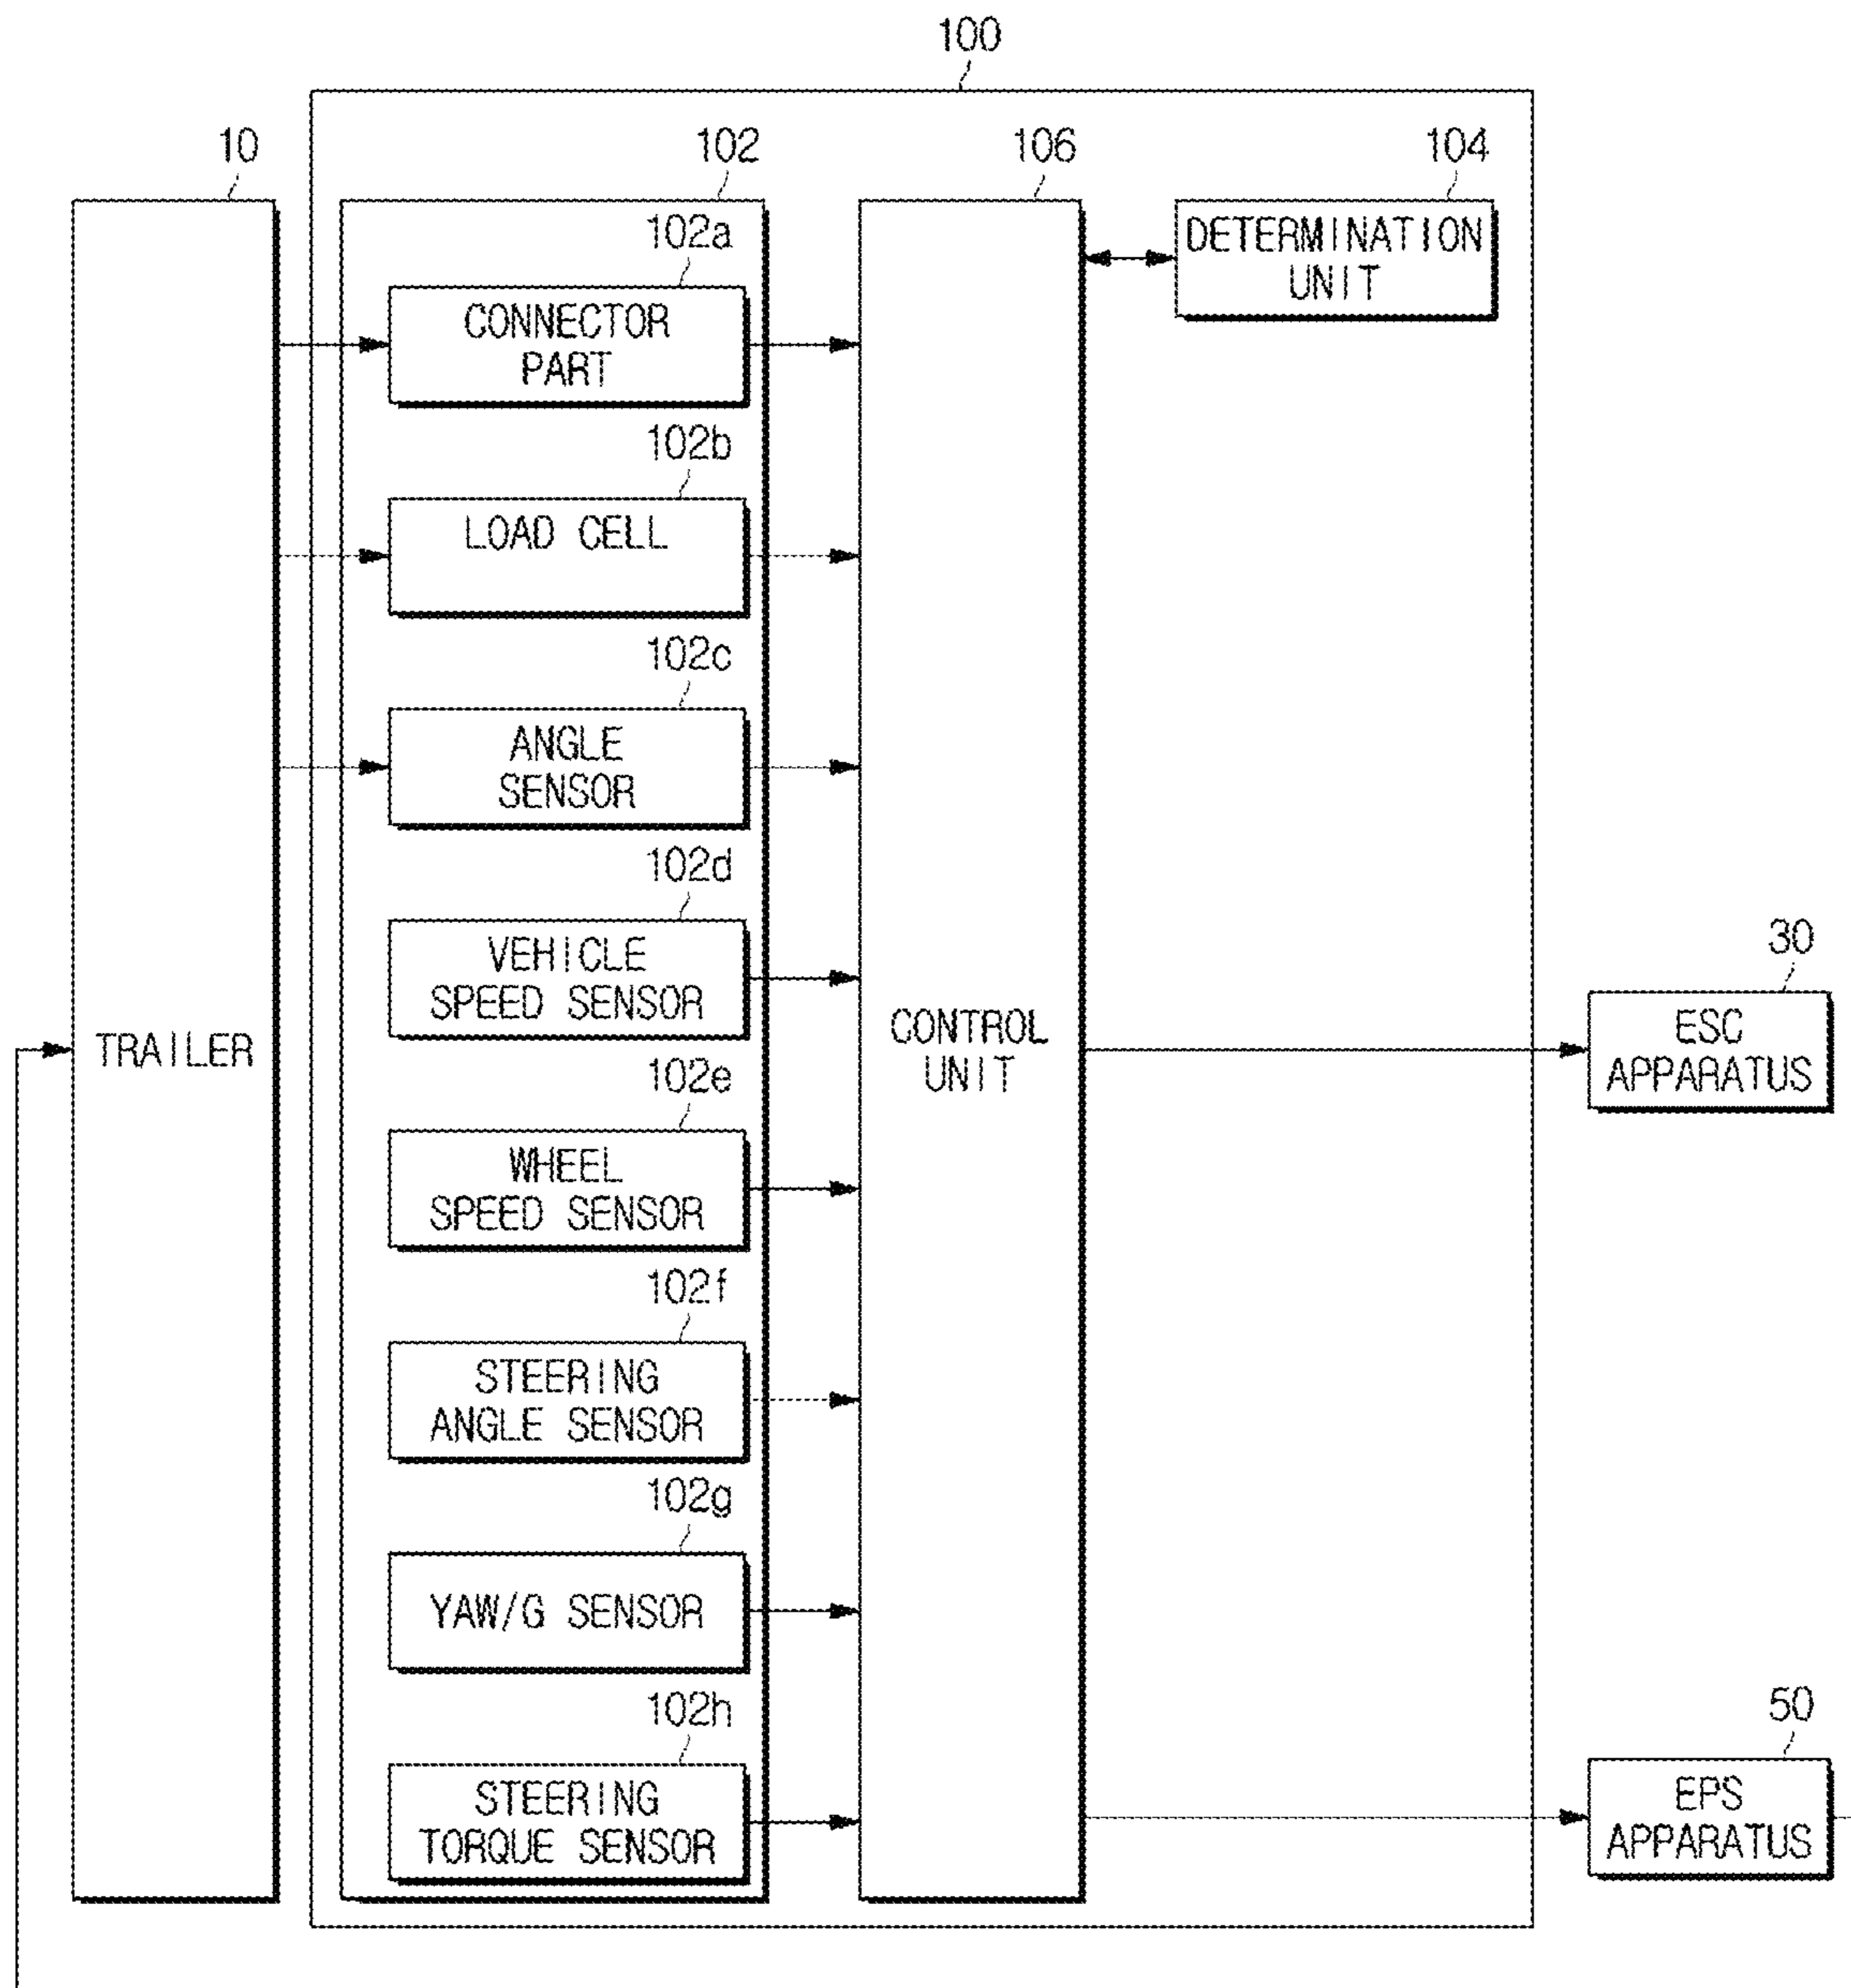 100
10
102
106
104
102a
CONNECTOR
PART
102b
LOAD CELL
102c
ANGLE
SENSOR
102d
VEHICLE
SPEED SENSOR
102e
WHEEL
SPEED SENSOR
102f
STEERING
ANGLE SENSOR
102g
YAW/G SENSOR
102h
STEERING
TORQUE SENSOR
TRAILER
CONTROL
UNIT
DETERMINATION
UNIT
30
ESC
APPARATUS
50
EPS
APPARATUS